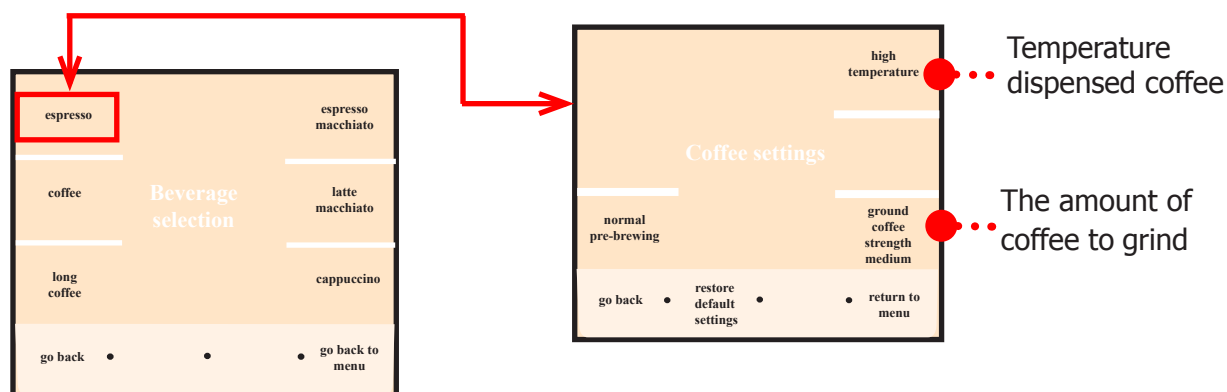 espresso
espresso
macchiato
coffee
Beverage
selection
latte
macchiato
long
coffee
cappuccino
go back
go back to
menu
high
temperature
Coffee settings
normal
pre-brewing
ground
coffee
strength
medium
go back
restore
default
settings
return to
menu
Temperature
dispensed coffee
The amount of
coffee to grind